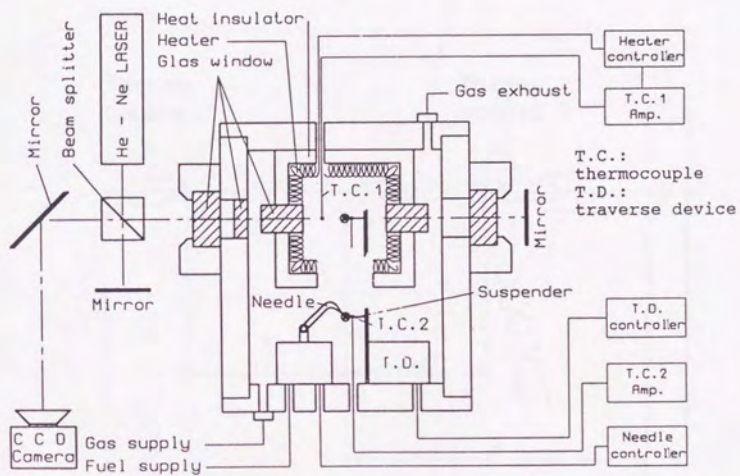 Heat insulator
Heater
Glas window
Heater
controller
T.C.1
Amp.
Gas exhaust
Mirror
Beam splitter
He - Ne LASER
T.C.:
thermocouple
T.D.:
traverse device
T.C.1
Mirror
Mirror
Needle
Suspender
T.C.2
T.D.
T.D.
controller
T.C.2
Amp.
Needle
controller
CCD
Camera
Gas supply
Fuel supply